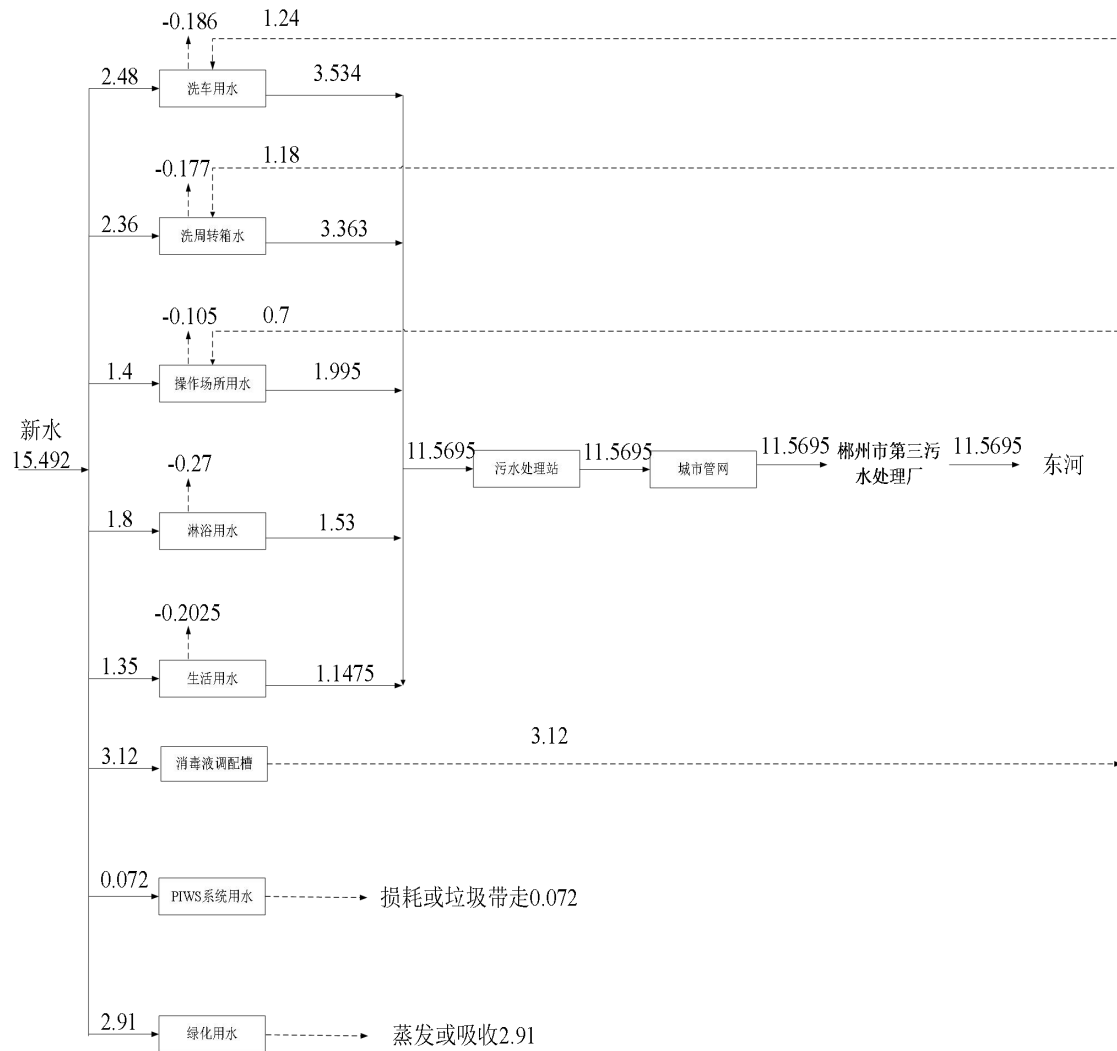 -0.186
1.24
2.48
洗车用水
3.534
-0.177
1.18
2.36
洗周转箱水
3.363
-0.105
0.7
1.4
操作场所用水
1.995
新水
15.492
-0.27
1.8
淋浴用水
1.53
11.5695
污水处理站
11.5695
城市管网
11.5695
郴州市第三污
水处理厂
11.5695
东河
-0.2025
1.35
生活用水
1.1475
3.12
消毒液调配槽
3.12
0.072
PIWS系统用水
损耗或垃圾带走0.072
2.91
绿化用水
蒸发或吸收2.91